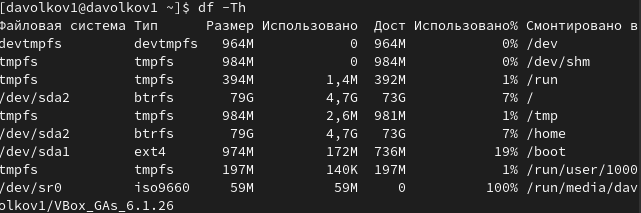 [davolkov1@davolkov1 ~]$ df -Th
Файловая система Тип Размер Использовано Дост Использовано% Смонтировано в
devtmpfs devtmpfs 964M 0 964M 0% /dev
tmpfs tmpfs 984M 0 984M 0% /dev/shm
tmpfs tmpfs 394M 1,4M 392M 1% /run
/dev/sda2 btrfs 79G 4,7G 73G 7% /
tmpfs tmpfs 984M 2,6M 981M 1% /tmp
/dev/sda2 btrfs 79G 4,7G 73G 7% /home
/dev/sda1 ext4 974M 172M 736M 19% /boot
tmpfs tmpfs 197M 140K 197M 1% /run/user/1000
/dev/sr0 iso9660 59M 59M 0 100% /run/media/dav
olkov1/VBox_GAs_6.1.26